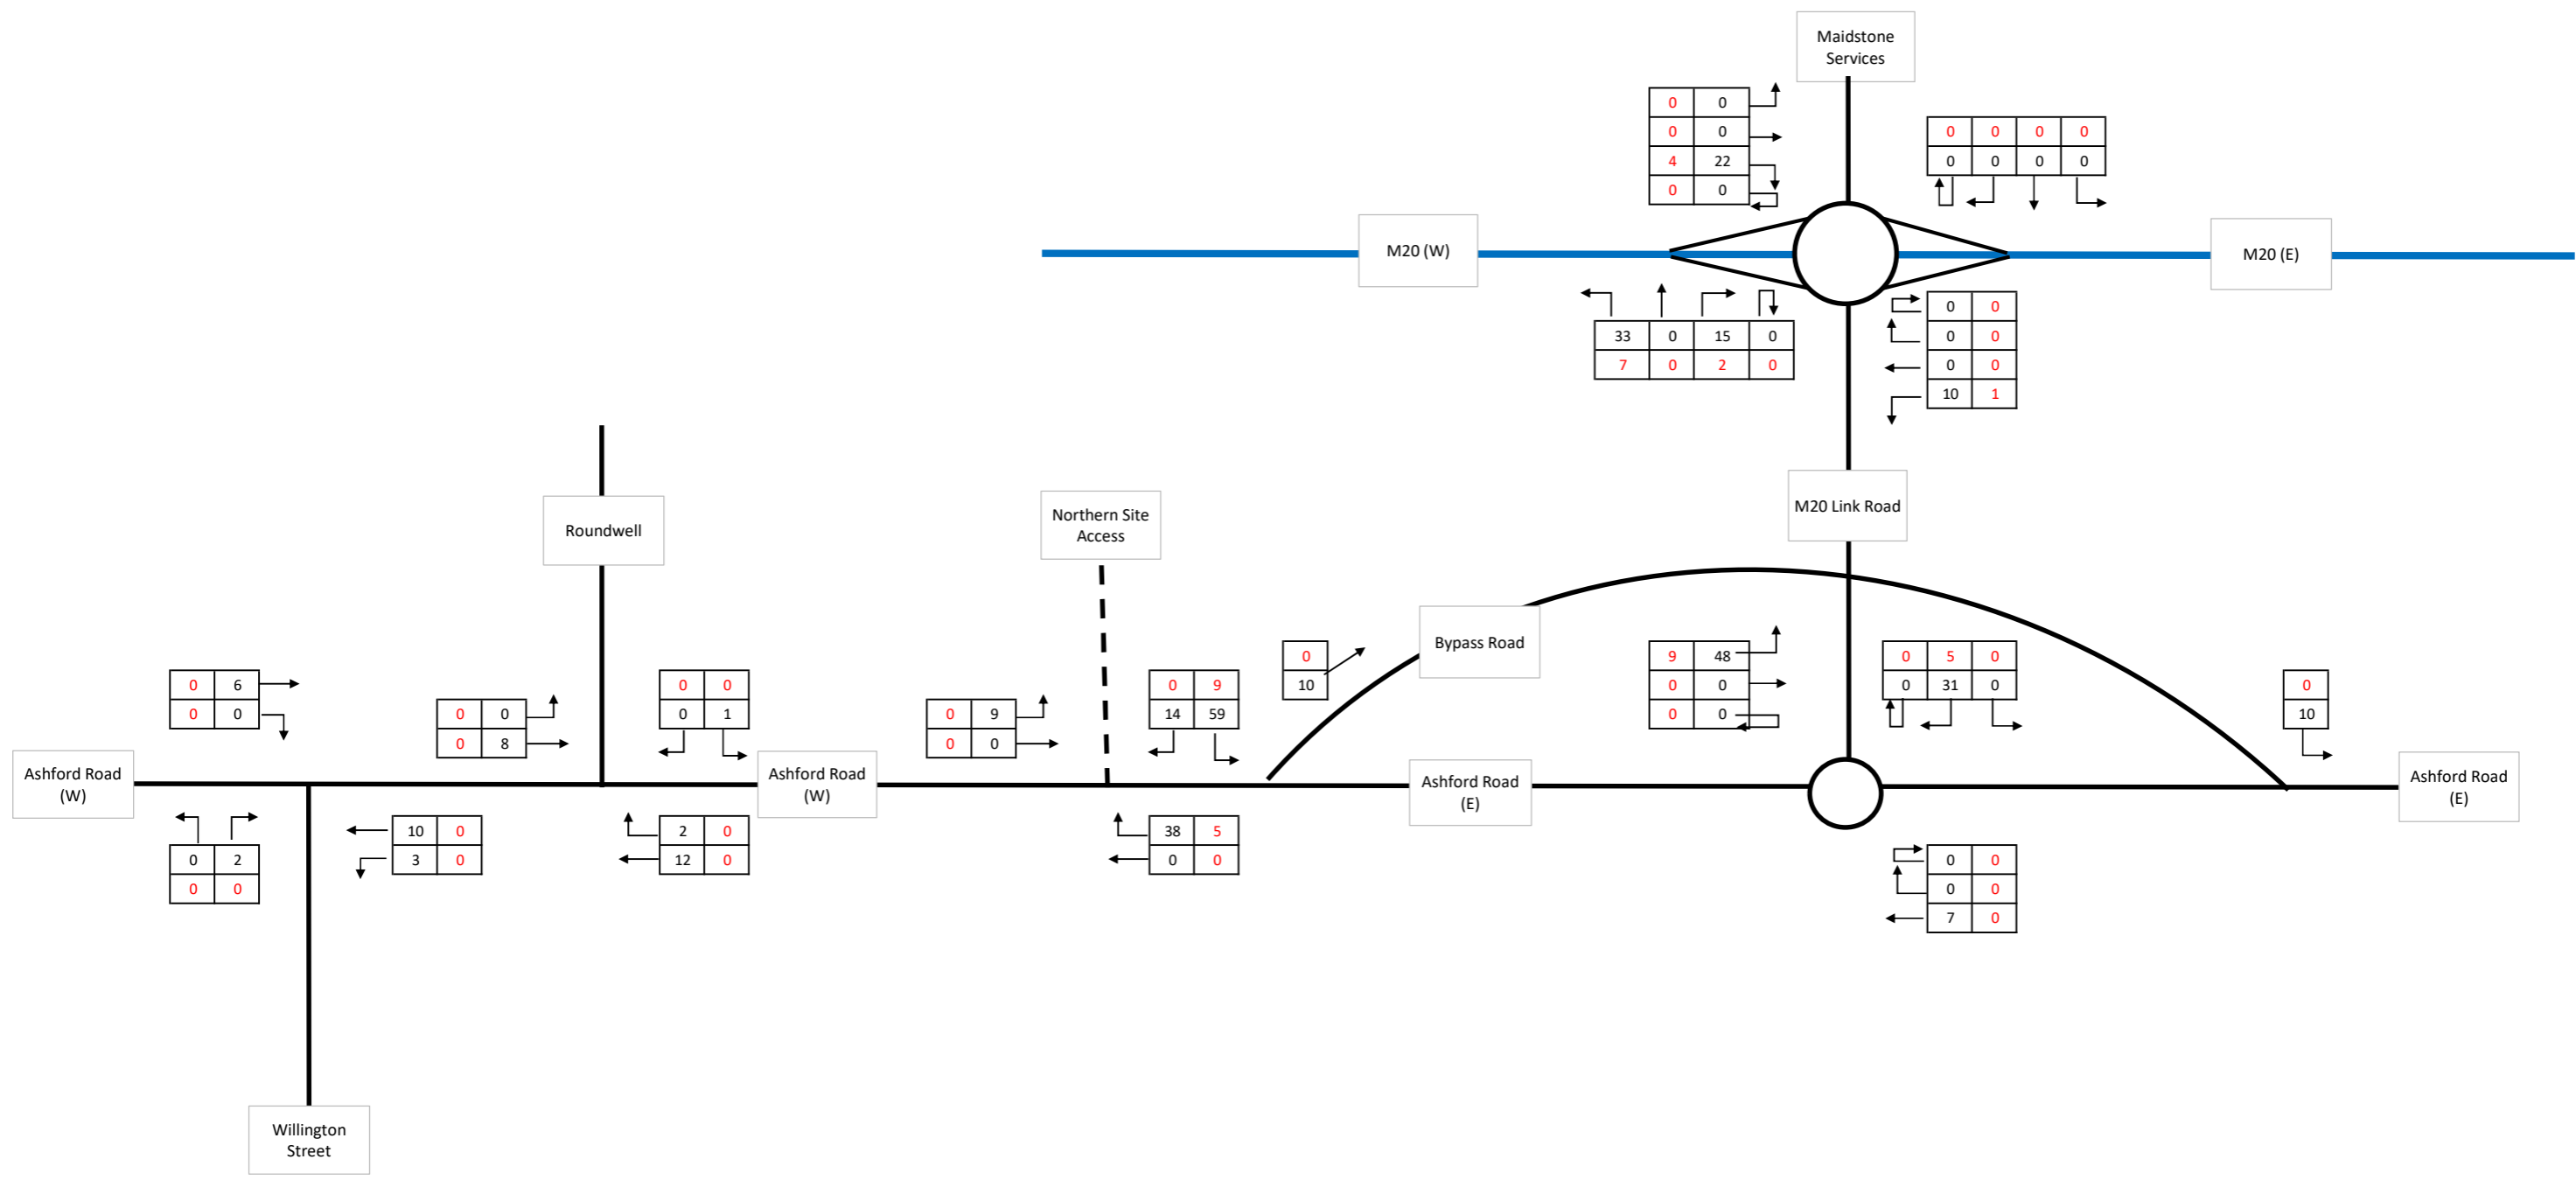 Maidstone
Services
0 0
0 0
4 22
0 0
0 0 0 0
0 0 0 0
M20 (W)
M20 (E)
33 0 15 0
7 0 2 0
0 0
0 0
0 0
10 1
Roundwell
Northern Site
Access
M20 Link Road
Bypass Road
0 6
0 0
0 0
0 8
0 0
0 1
0 9
0 0
0 9
14 59
0
10
9 48
0 0
0 0
0 5 0
0 31 0
0
10
Ashford Road
(W)
Ashford Road
(W)
Ashford Road
(E)
Ashford Road
(E)
0 2
0 0
10 0
3 0
2 0
12 0
38 5
0 0
0 0
0 0
7 0
Willington
Street